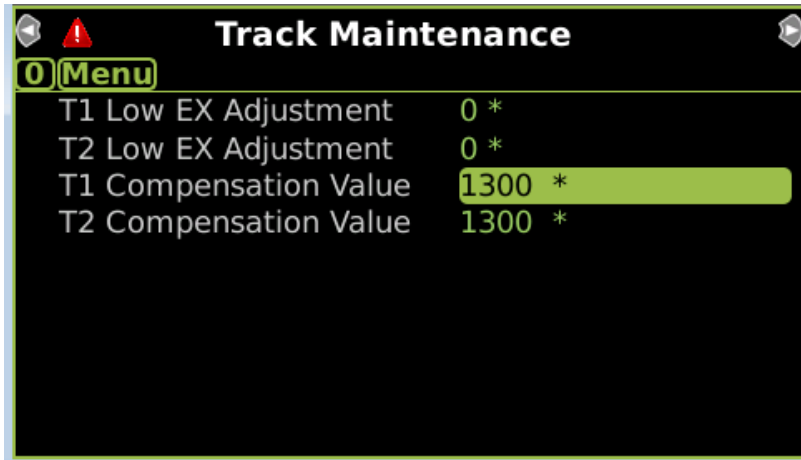 Track Maintenance
0 Menu
T1 Low EX Adjustment 0 *
T2 Low EX Adjustment 0 *
T1 Compensation Value 1300 *
T2 Compensation Value 1300 *